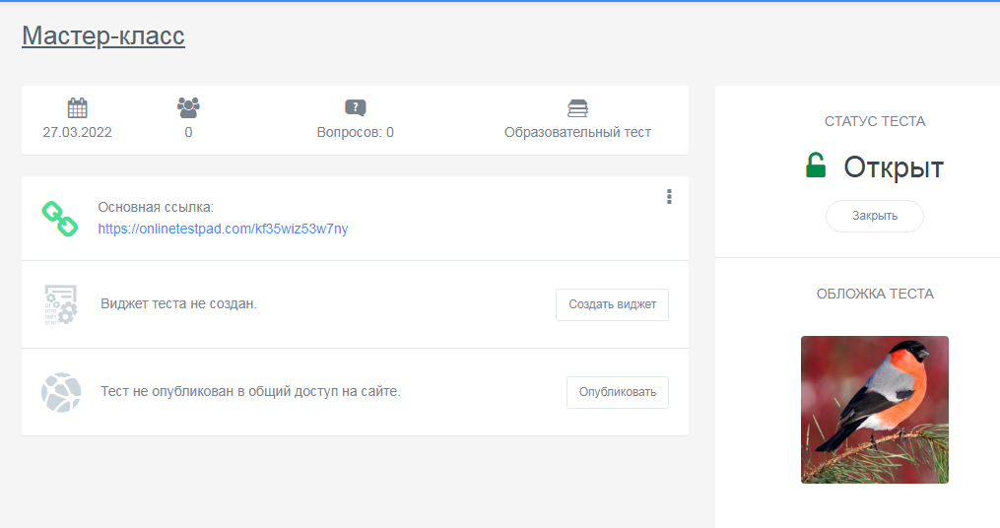 Мастер-класс
27.03.2022
0
Вопросов: 0
Образовательный тест
Основная ссылка:
https://onlinetestpad.com/kf35wiz53w7ny
Виджет теста не создан.
Создать виджет
Тест не опубликован в общий доступ на сайте.
Опубликовать
СТАТУС ТЕСТА
Открыт
Закрыть
ОБЛОЖКА ТЕСТА